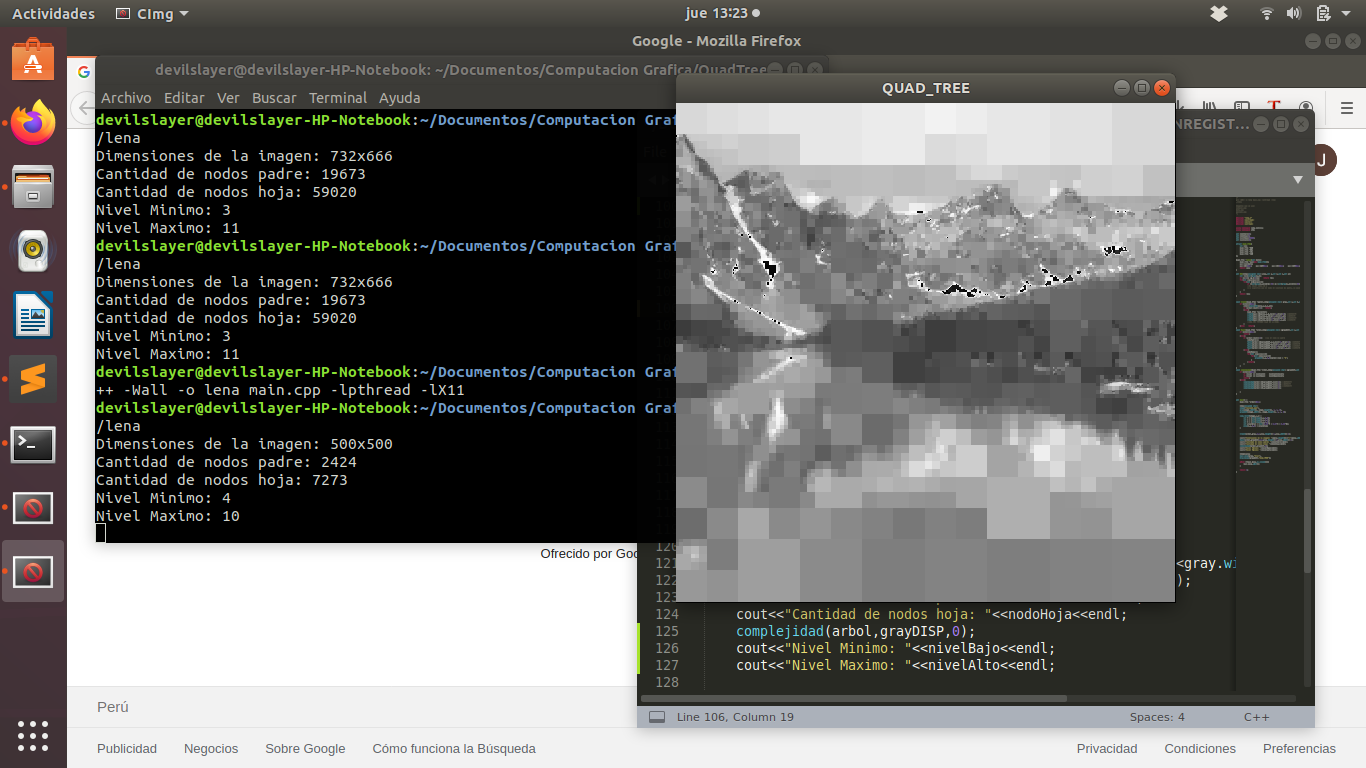 Actividades
CImg
jue 13:23
Google - Mozilla Firefox
devilslayer@devilslayer-HP-Notebook: ~/Documentos/Computacion Grafica/QuadTree
QUAD_TREE
Archivo Editar Ver Buscar Terminal Ayuda
NREGIST...
J
devilslayer@devilslayer-HP-Notebook:~/Documentos/Computacion Graf
/lena
Dimensiones de la imagen: 732x666
Cantidad de nodos padre: 19673
Cantidad de nodos hoja: 59020
Nivel Minimo: 3
Nivel Maximo: 11
devilslayer@devilslayer-HP-Notebook:~/Documentos/Computacion Graf
/lena
Dimensiones de la imagen: 732x666
Cantidad de nodos padre: 19673
Cantidad de nodos hoja: 59020
Nivel Minimo: 3
Nivel Maximo: 11
devilslayer@devilslayer-HP-Notebook:~/Documentos/Computacion Graf
++ -Wall -o lena main.cpp -lpthread -lX11
devilslayer@devilslayer-HP-Notebook:~/Documentos/Computacion Graf
/lena
Dimensiones de la imagen: 500x500
Cantidad de nodos padre: 2424
Cantidad de nodos hoja: 7273
Nivel Minimo: 4
Nivel Maximo: 10
Ofrecido por Goo
120
121 <gray.wi
122 );
123
124 cout<<"Cantidad de nodos hoja: "<<nodoHoja<<endl;
125 complejidad(arbol,grayDISP,0);
126 cout<<"Nivel Minimo: "<<nivelBajo<<endl;
127 cout<<"Nivel Maximo: "<<nivelAlto<<endl;
128
Line 106, Column 19 Spaces: 4 C++
Perú
Publicidad Negocios Sobre Google Cómo funciona la Búsqueda Privacidad Condiciones Preferencias